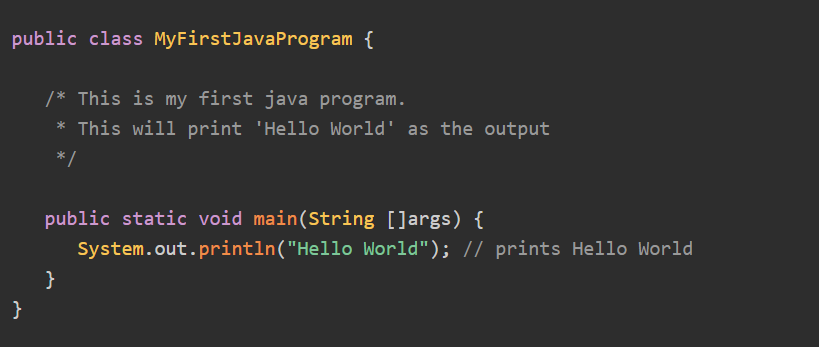 public class MyFirstJavaProgram {
/* This is my first java program.
* This will print 'Hello World' as the output
*/
public static void main(String []args) {
System.out.println("Hello World"); // prints Hello World
}
}